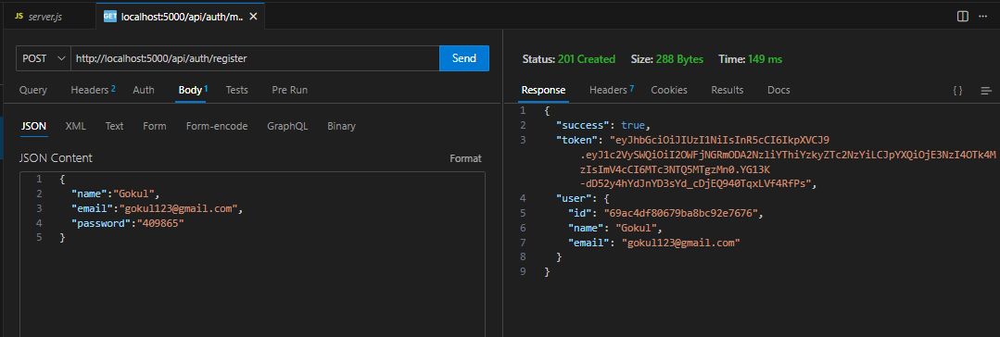 JS server.js GET localhost:5000/api/auth/m.. ×
POST http://localhost:5000/api/auth/register Send
Query Headers 2 Auth Body 1 Tests Pre Run
JSON XML Text Form Form-encode GraphQL Binary
JSON Content Format
1 {
2 "name":"Gokul",
3 "email":"gokul123@gmail.com",
4 "password":"409865"
5 }
Status: 201 Created Size: 288 Bytes Time: 149 ms
Response Headers 7 Cookies Results Docs { }
1 {
2 "success": true,
3 "token": "eyJhbGciOiJIUzI1NiIsInR5cCI6IkpXVCJ9
.eyJ1c2VySWQiOiI2OWFjNGRmODA2NzliYThiYzkyZTc2NzYiLCJpYXQiOjE3NzI4OTk4M
zIsImV4cCI6MTc3NTQ5MTgzMn0.YG13K
-dD52y4hYdJnYD3sYd_cDjEQ940TqxLVf4RfPs",
4 "user": {
5 "id": "69ac4df80679ba8bc92e7676",
6 "name": "Gokul",
7 "email": "gokul123@gmail.com"
8 }
9 }